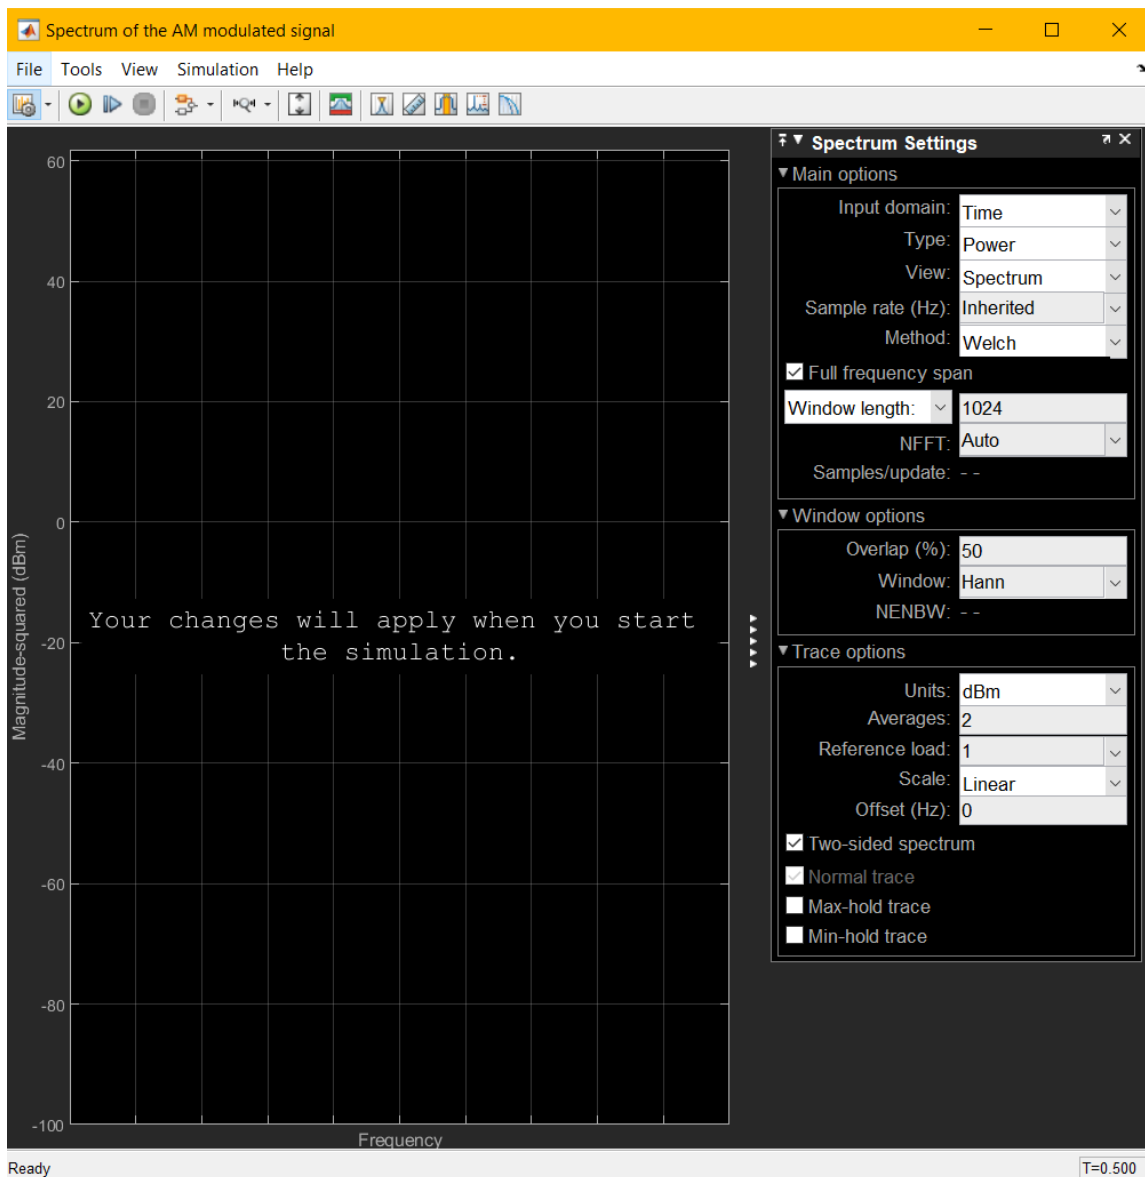 Spectrum of the AM modulated signal
File Tools View Simulation Help
Spectrum Settings
Main options
Input domain: Time
Type: Power
View: Spectrum
Sample rate (Hz): Inherited
Method: Welch
Full frequency span
Window length: 1024
NFFT: Auto
Samples/update: - -
Window options
Overlap (%): 50
Window: Hann
NENBW: - -
Trace options
Units: dBm
Averages: 2
Reference load: 1
Scale: Linear
Offset (Hz): 0
Two-sided spectrum
Normal trace
Max-hold trace
Min-hold trace
60
40
20
0
-20
-40
-60
-80
-100
Magnitude-squared (dBm)
Your changes will apply when you start
the simulation.
Frequency
Ready
T=0.500